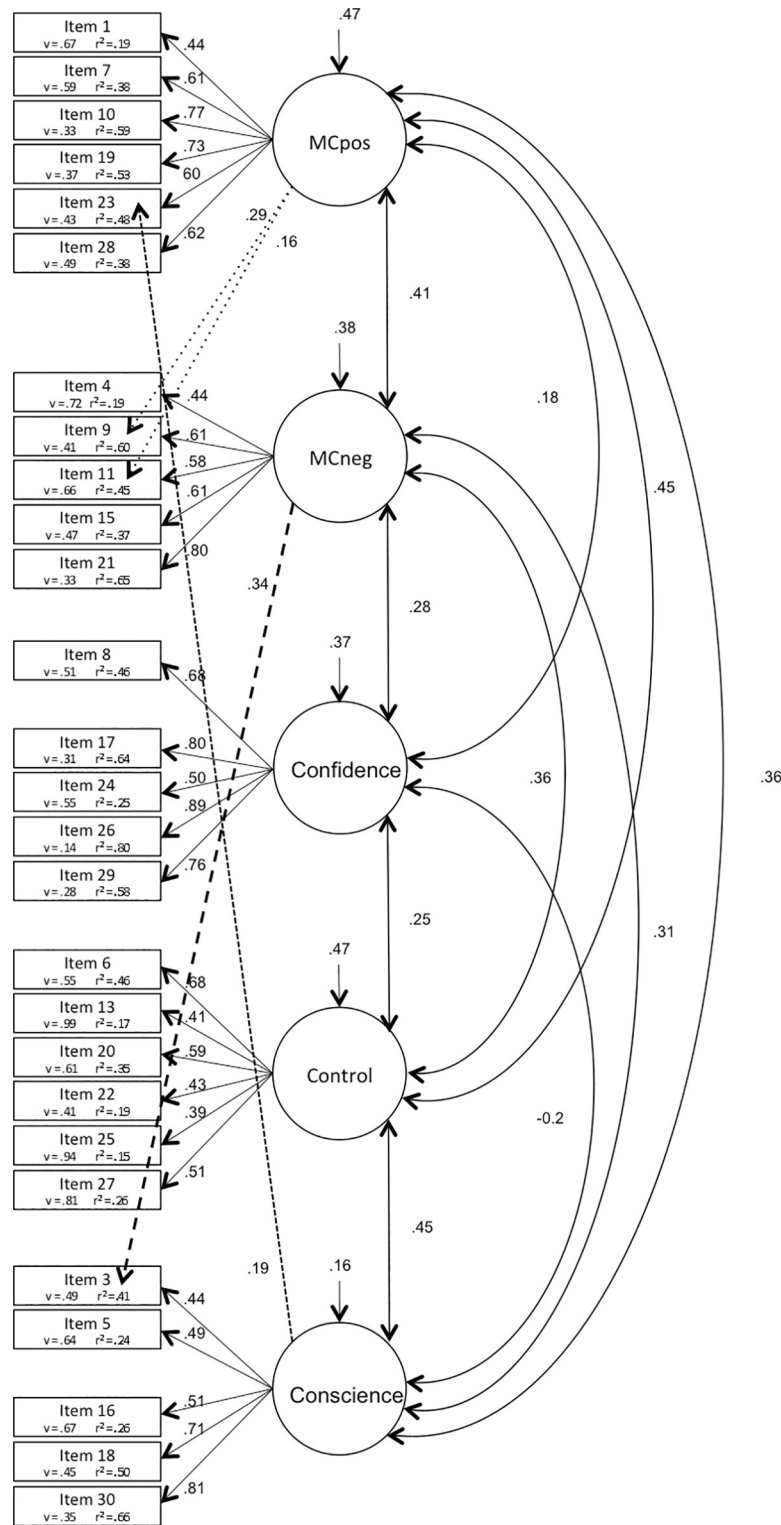 Item 1
v=.67 r²=.19
Item 7
v=.59 r²=.38
Item 10
v=.33 r²=.59
Item 19
v=.37 r²=.53
Item 23
v=.43 r²=.48
Item 28
v=.49 r²=.38
.44
.61
.77
.73
60
.62
.47
MCpos
.29
.16
.41
.18
.45
.36
Item 4
v=.72 r²=.19
Item 9
v=.41 r²=.60
Item 11
v=.66 r²=.45
Item 15
v=.47 r²=.37
Item 21
v=.33 r²=.65
.44
.61
.58
.61
.80
.38
MCneg
.34
.28
.36
.31
Item 8
v=.51 r²=.46
Item 17
v=.31 r²=.64
Item 24
v=.55 r²=.25
Item 26
v=.14 r²=.80
Item 29
v=.28 r²=.58
.68
.80
.50
.89
.76
.37
Confidence
.25
-0.2
Item 6
v=.55 r²=.46
Item 13
v=.99 r²=.17
Item 20
v=.61 r²=.35
Item 22
v=.41 r²=.19
Item 25
v=.94 r²=.15
Item 27
v=.81 r²=.26
.68
.41
.59
.43
.39
.51
.47
Control
.45
Item 3
v=.49 r²=.41
Item 5
v=.64 r²=.24
Item 16
v=.67 r²=.26
Item 18
v=.45 r²=.50
Item 30
v=.35 r²=.66
.44
.49
.51
.71
.81
.19
.16
Conscience